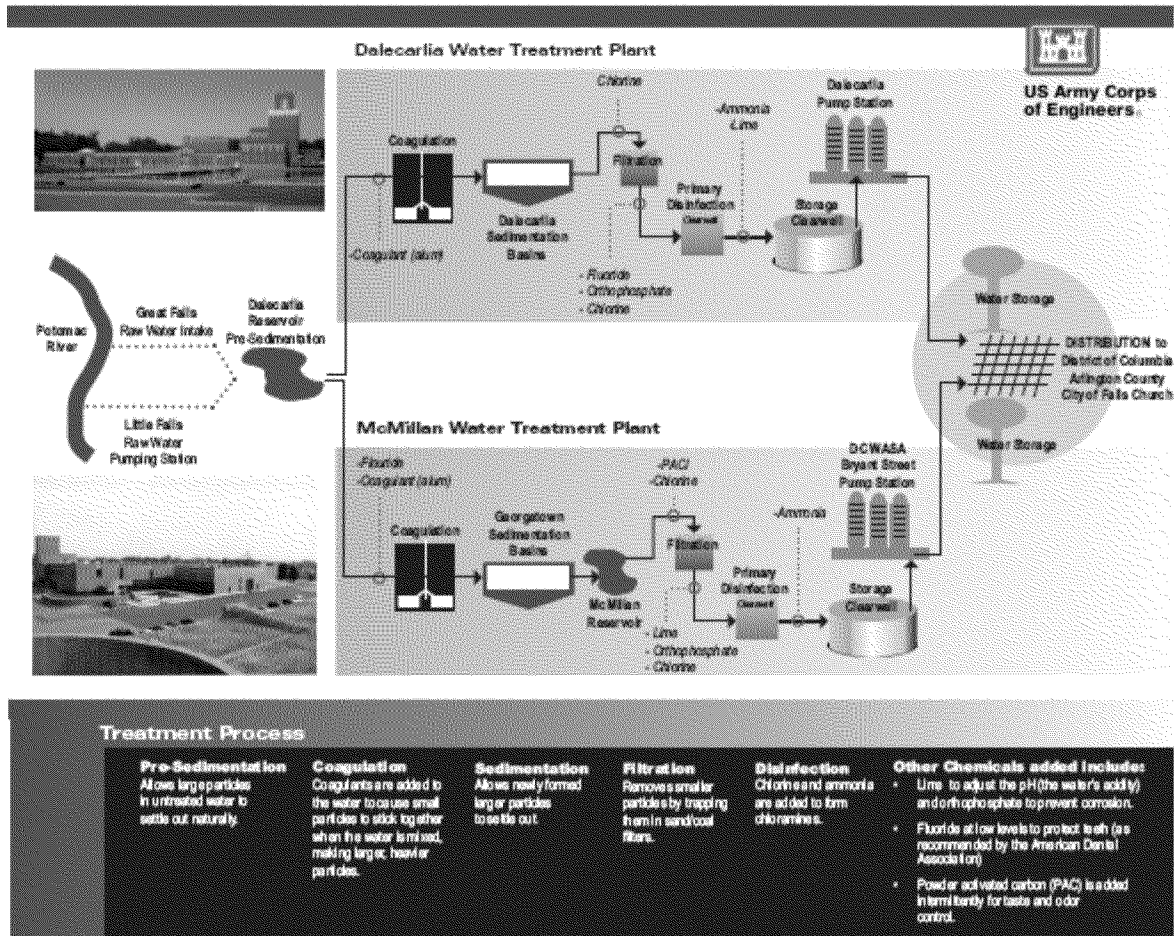 Dalecarlia Water Treatment Plant
US Army Corps
of Engineers
Chlorine
-Ammonia
-Lime
Dalecarlia
Pump Station
Coagulation
Filtration
Primary
Disinfection
Clearwell
Storage
Clearwell
Dalecarlia
Sedimentation
Basins
-Coagulant (alum)
- Fluoride
- Orthophosphate
- Chlorine
Potomac
River
Great Falls
Raw Water Intake
Dalecarlia
Reservoir
Pre-Sedimentation
Little Falls
Raw Water
Pumping Station
Water Storage
DISTRIBUTION to
District of Columbia
Arlington County
City of Falls Church
Water Storage
McMillan Water Treatment Plant
-Flouride
-Coagulant (alum)
-PACl
-Chlorine
DCWASA
Bryant Street
Pump Station
Coagulation
Georgetown
Sedimentation
Basins
-Ammonia
Filtration
McMillan
Reservoir
Primary
Disinfection
Clearwell
Storage
Clearwell
- Lime
- Orthophosphate
- Chlorine
Treatment Process
Pre-Sedimentation
Allows large particles
in untreated water to
settle out naturally.
Coagulation
Coagulants are added to
the water to cause small
particles to stick together
when the water is mixed,
making larger, heavier
particles.
Sedimentation
Allows newly formed
larger particles
to settle out.
Filtration
Removes smaller
particles by trapping
them in sand/coal
filters.
Disinfection
Chlorine and ammonia
are added to form
chloramines.
Other Chemicals added include:
• Lime to adjust the pH (the water's acidity)
and orthophosphate to prevent corrosion.
• Fluoride at low levels to protect teeth (as
recommended by the American Dental
Association)
• Powder activated carbon (PAC) is added
intermittently for taste and odor
control.